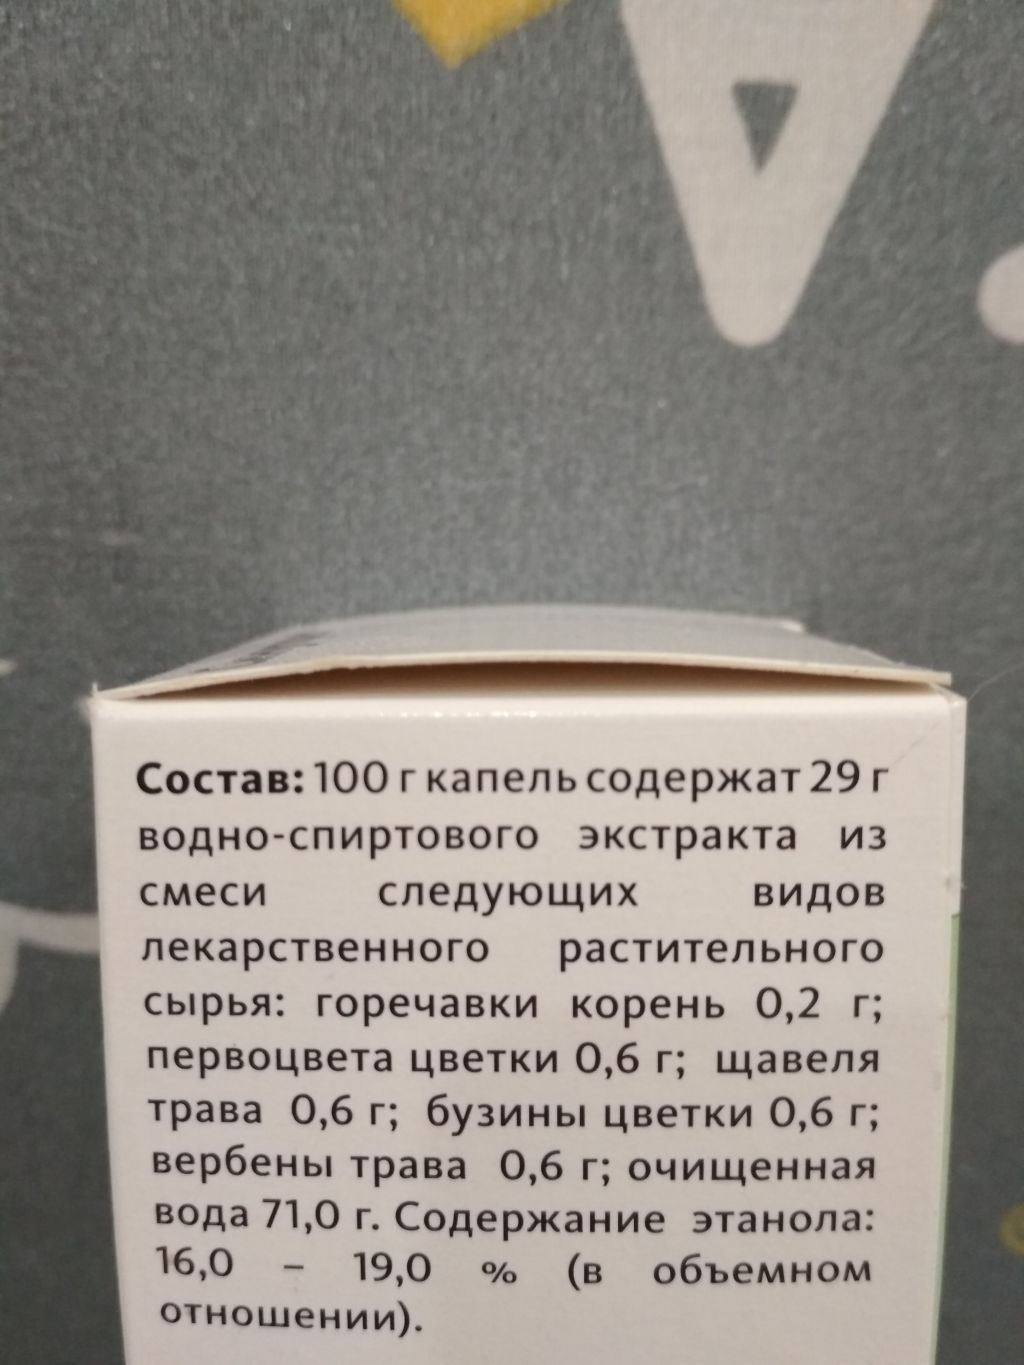 Состав: 100 г капель содержат 29 г
водно-спиртового экстракта из
смеси следующих видов
лекарственного растительного
сырья: горечавки корень 0,2 г;
первоцвета цветки 0,6 г; щавеля
трава 0,6 г; бузины цветки 0,6 г;
вербены трава 0,6 г; очищенная
вода 71,0 г. Содержание этанола:
16,0 – 19,0 % (в объемном
отношении).